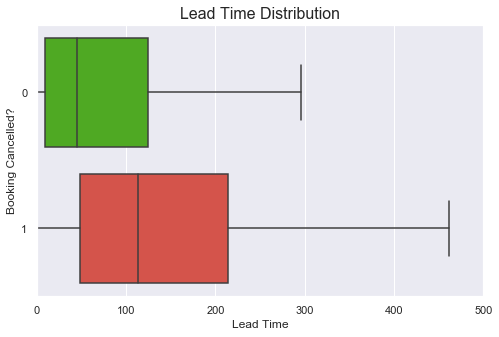 Lead Time Distribution
Booking Cancelled?
0
1
0 100 200 300 400 500
Lead Time